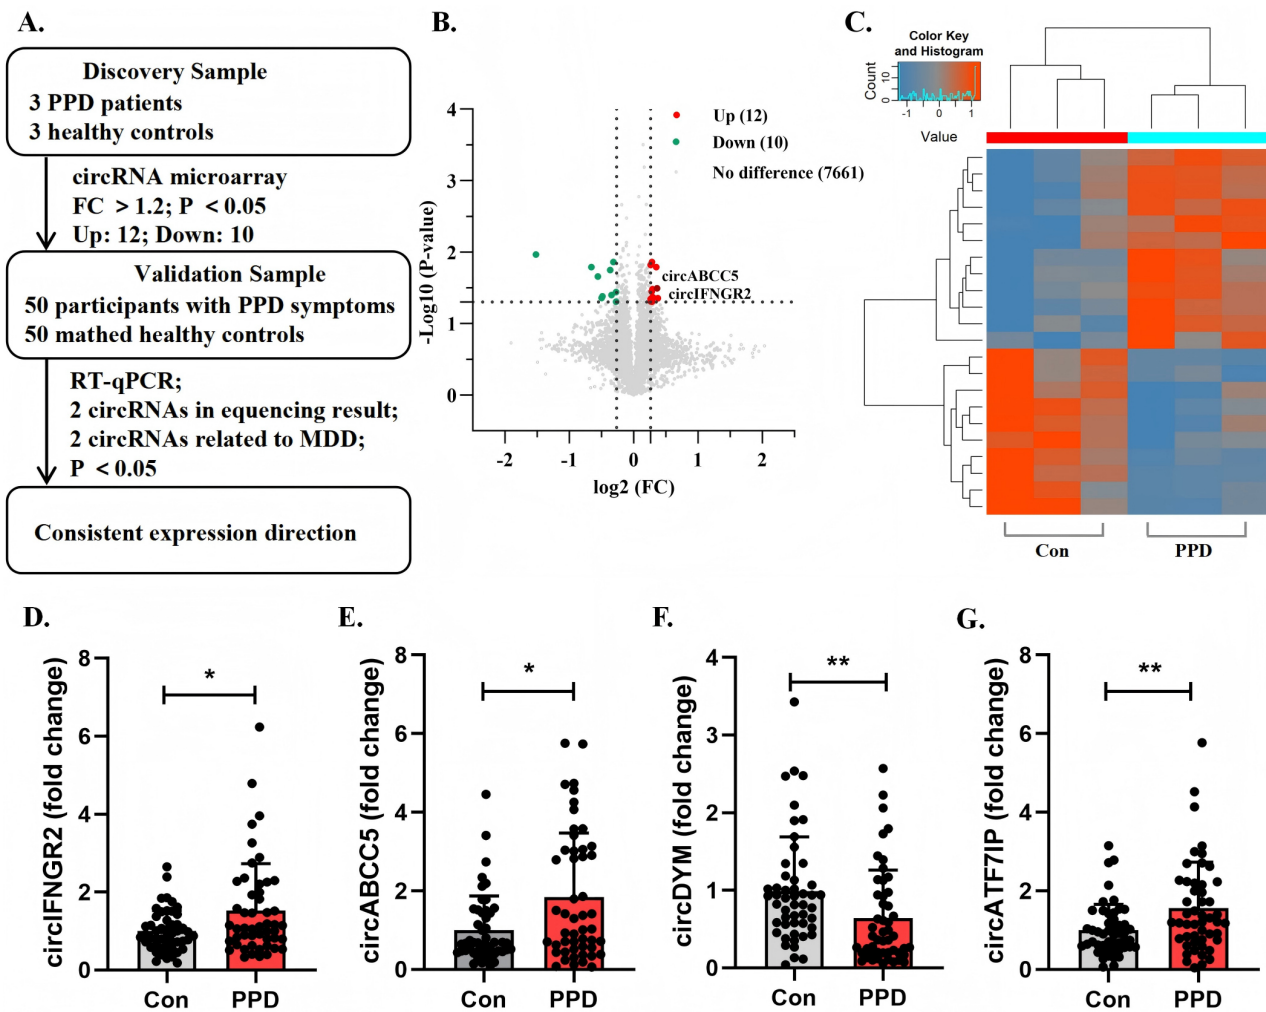 A.
Discovery Sample
3 PPD patients
3 healthy controls
circRNA microarray
FC > 1.2; P < 0.05
Up: 12; Down: 10
Validation Sample
50 participants with PPD symptoms
50 mathed healthy controls
RT-qPCR;
2 circRNAs in equencing result;
2 circRNAs related to MDD;
P < 0.05
Consistent expression direction
B.
4
3
2
1
0
-Log10 (P-value)
Up (12)
Down (10)
No difference (7661)
circABCC5
circIFNGR2
-2 -1 0 1 2
log2 (FC)
C.
Color Key
and Histogram
Count
0 10
-1 0 1
Value
Con PPD
D.
circIFNGR2 (fold change)
8
6
4
2
0
*
Con PPD
E.
circABCC5 (fold change)
8
6
4
2
0
*
Con PPD
F.
circDYM (fold change)
4
3
2
1
0
**
Con PPD
G.
circATF7IP (fold change)
8
6
4
2
0
**
Con PPD